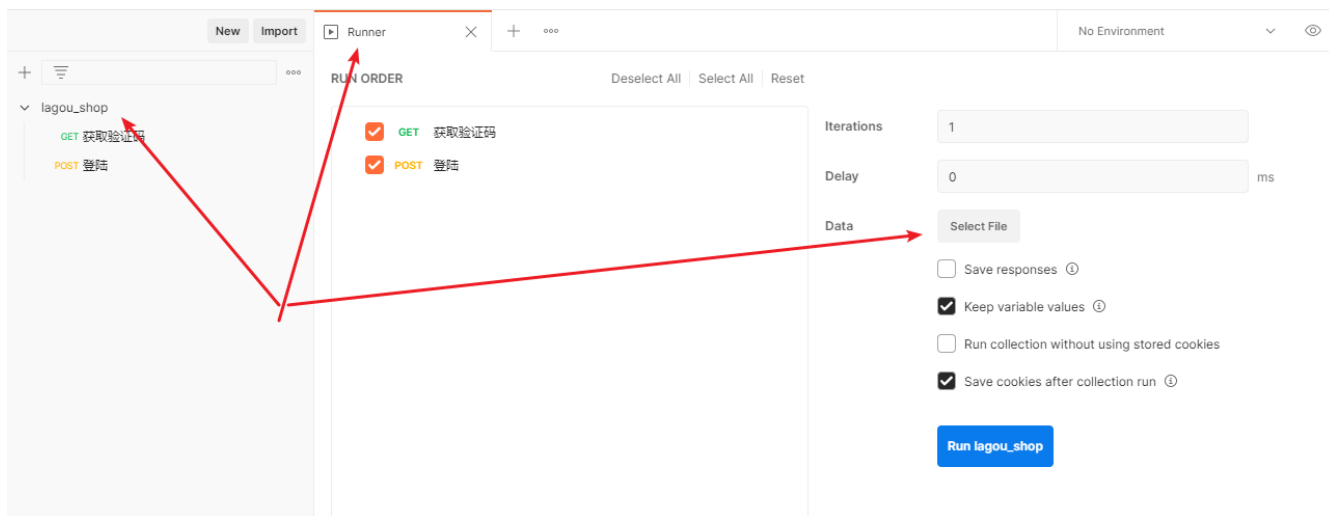 New Import Runner No Environment
RUN ORDER Deselect All Select All Reset
lagou_shop
GET 获取验证码
POST 登陆
GET 获取验证码
POST 登陆
Iterations 1
Delay 0 ms
Data Select File
Save responses
Keep variable values
Run collection without using stored cookies
Save cookies after collection run
Run lagou_shop